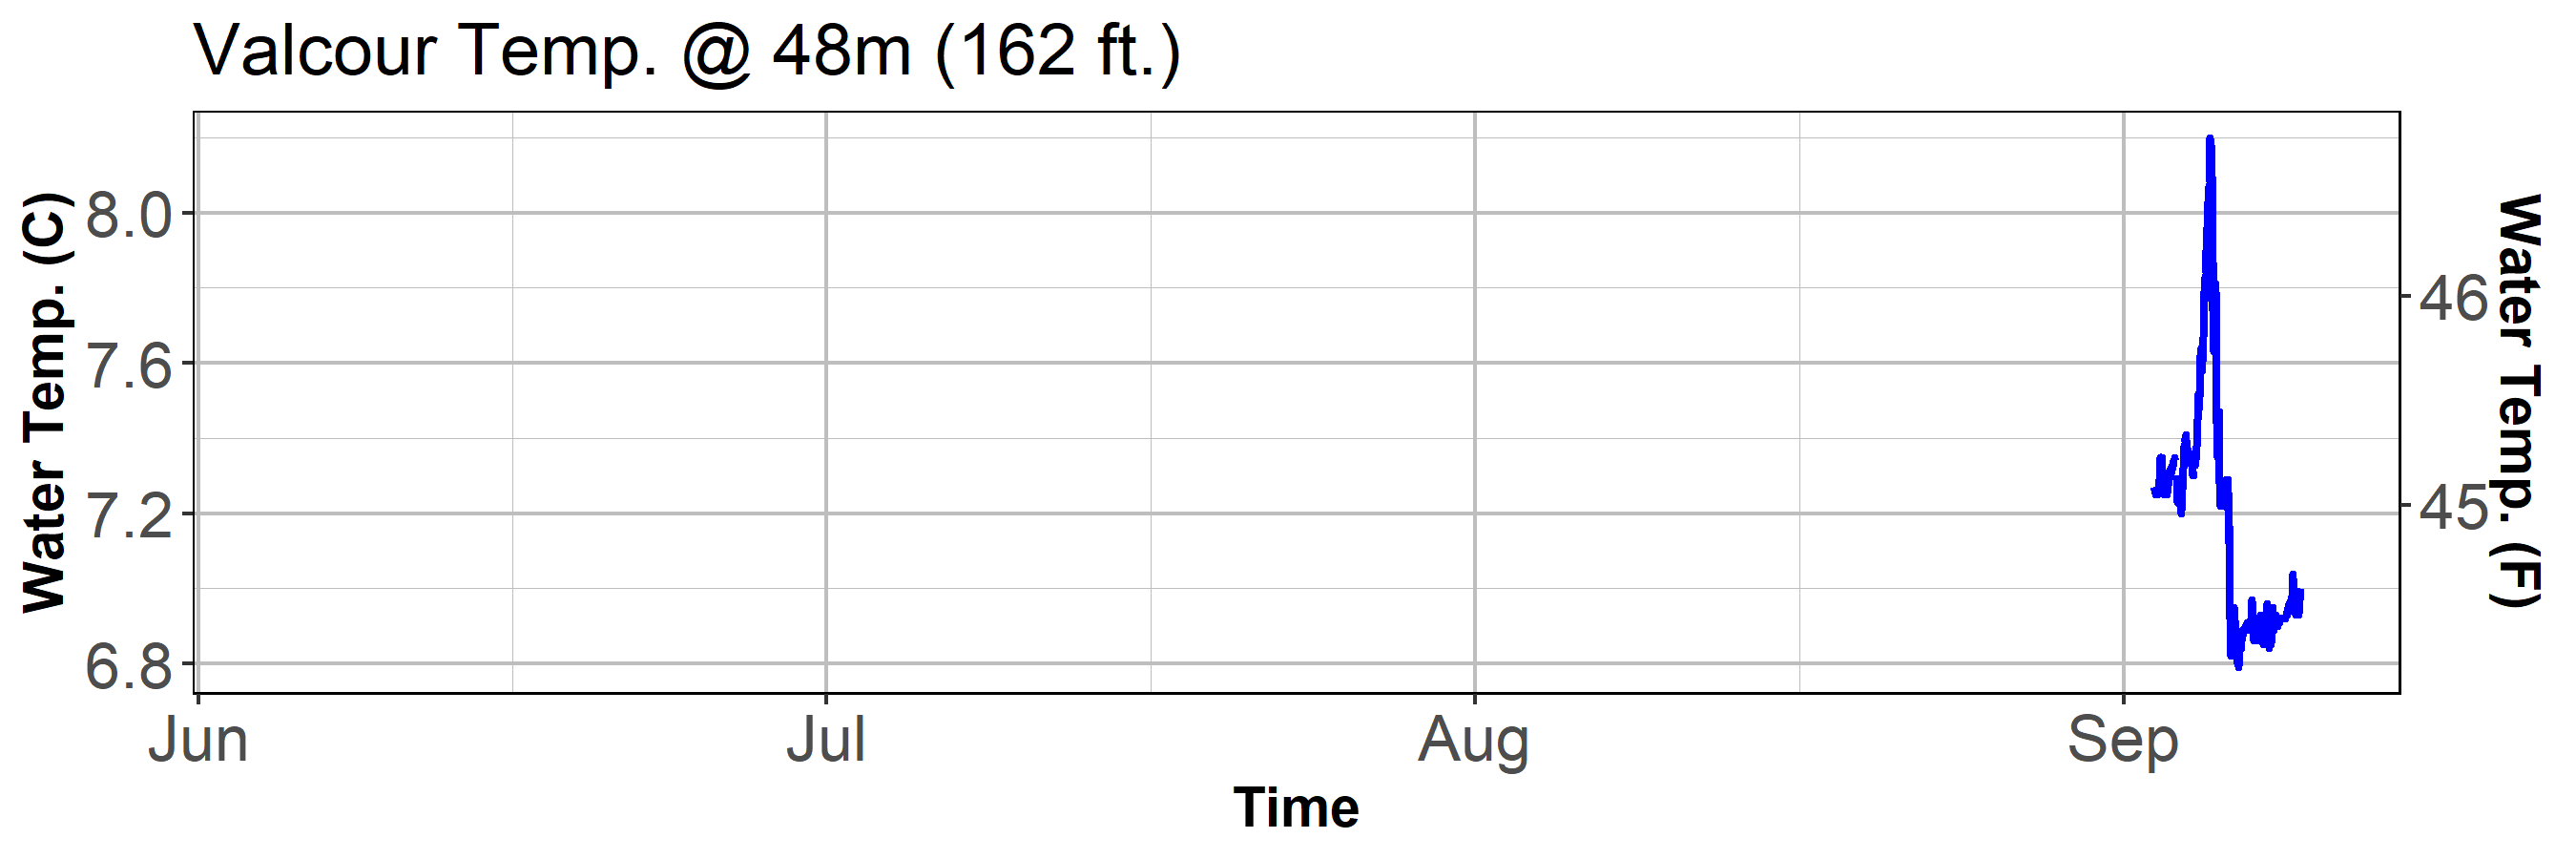 Valcour Temp. @ 48m (162 ft.)
Water Temp. (C)
8.0
7.6
7.2
6.8
46
45
Water Temp. (F)
Jun Jul Aug Sep
Time